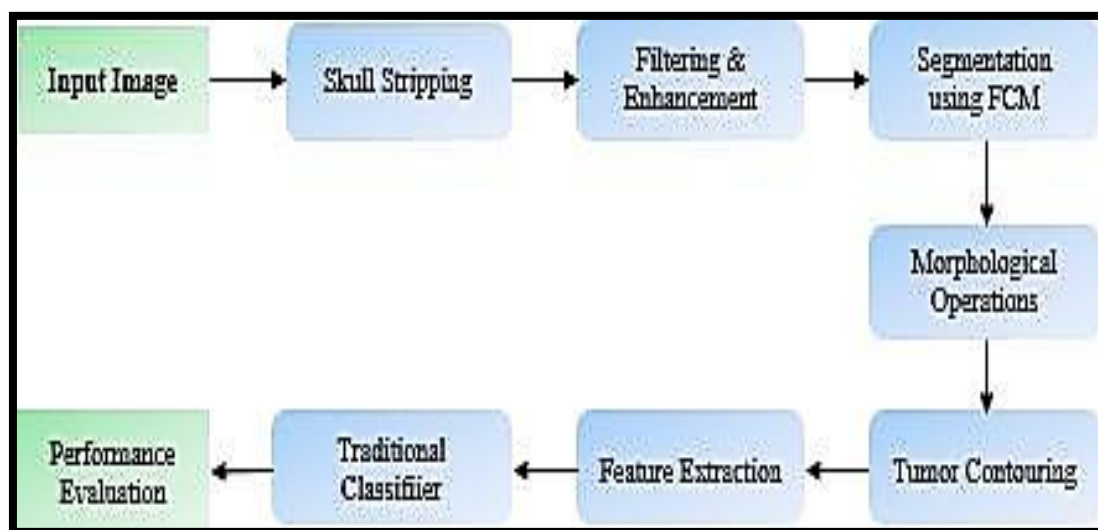 Input Image
Skull Stripping
Filtering &
Enhancement
Segmentation
using FCM
Morphological
Operations
Tumor Contouring
Feature Extraction
Traditional
Classifiier
Performance
Evaluation